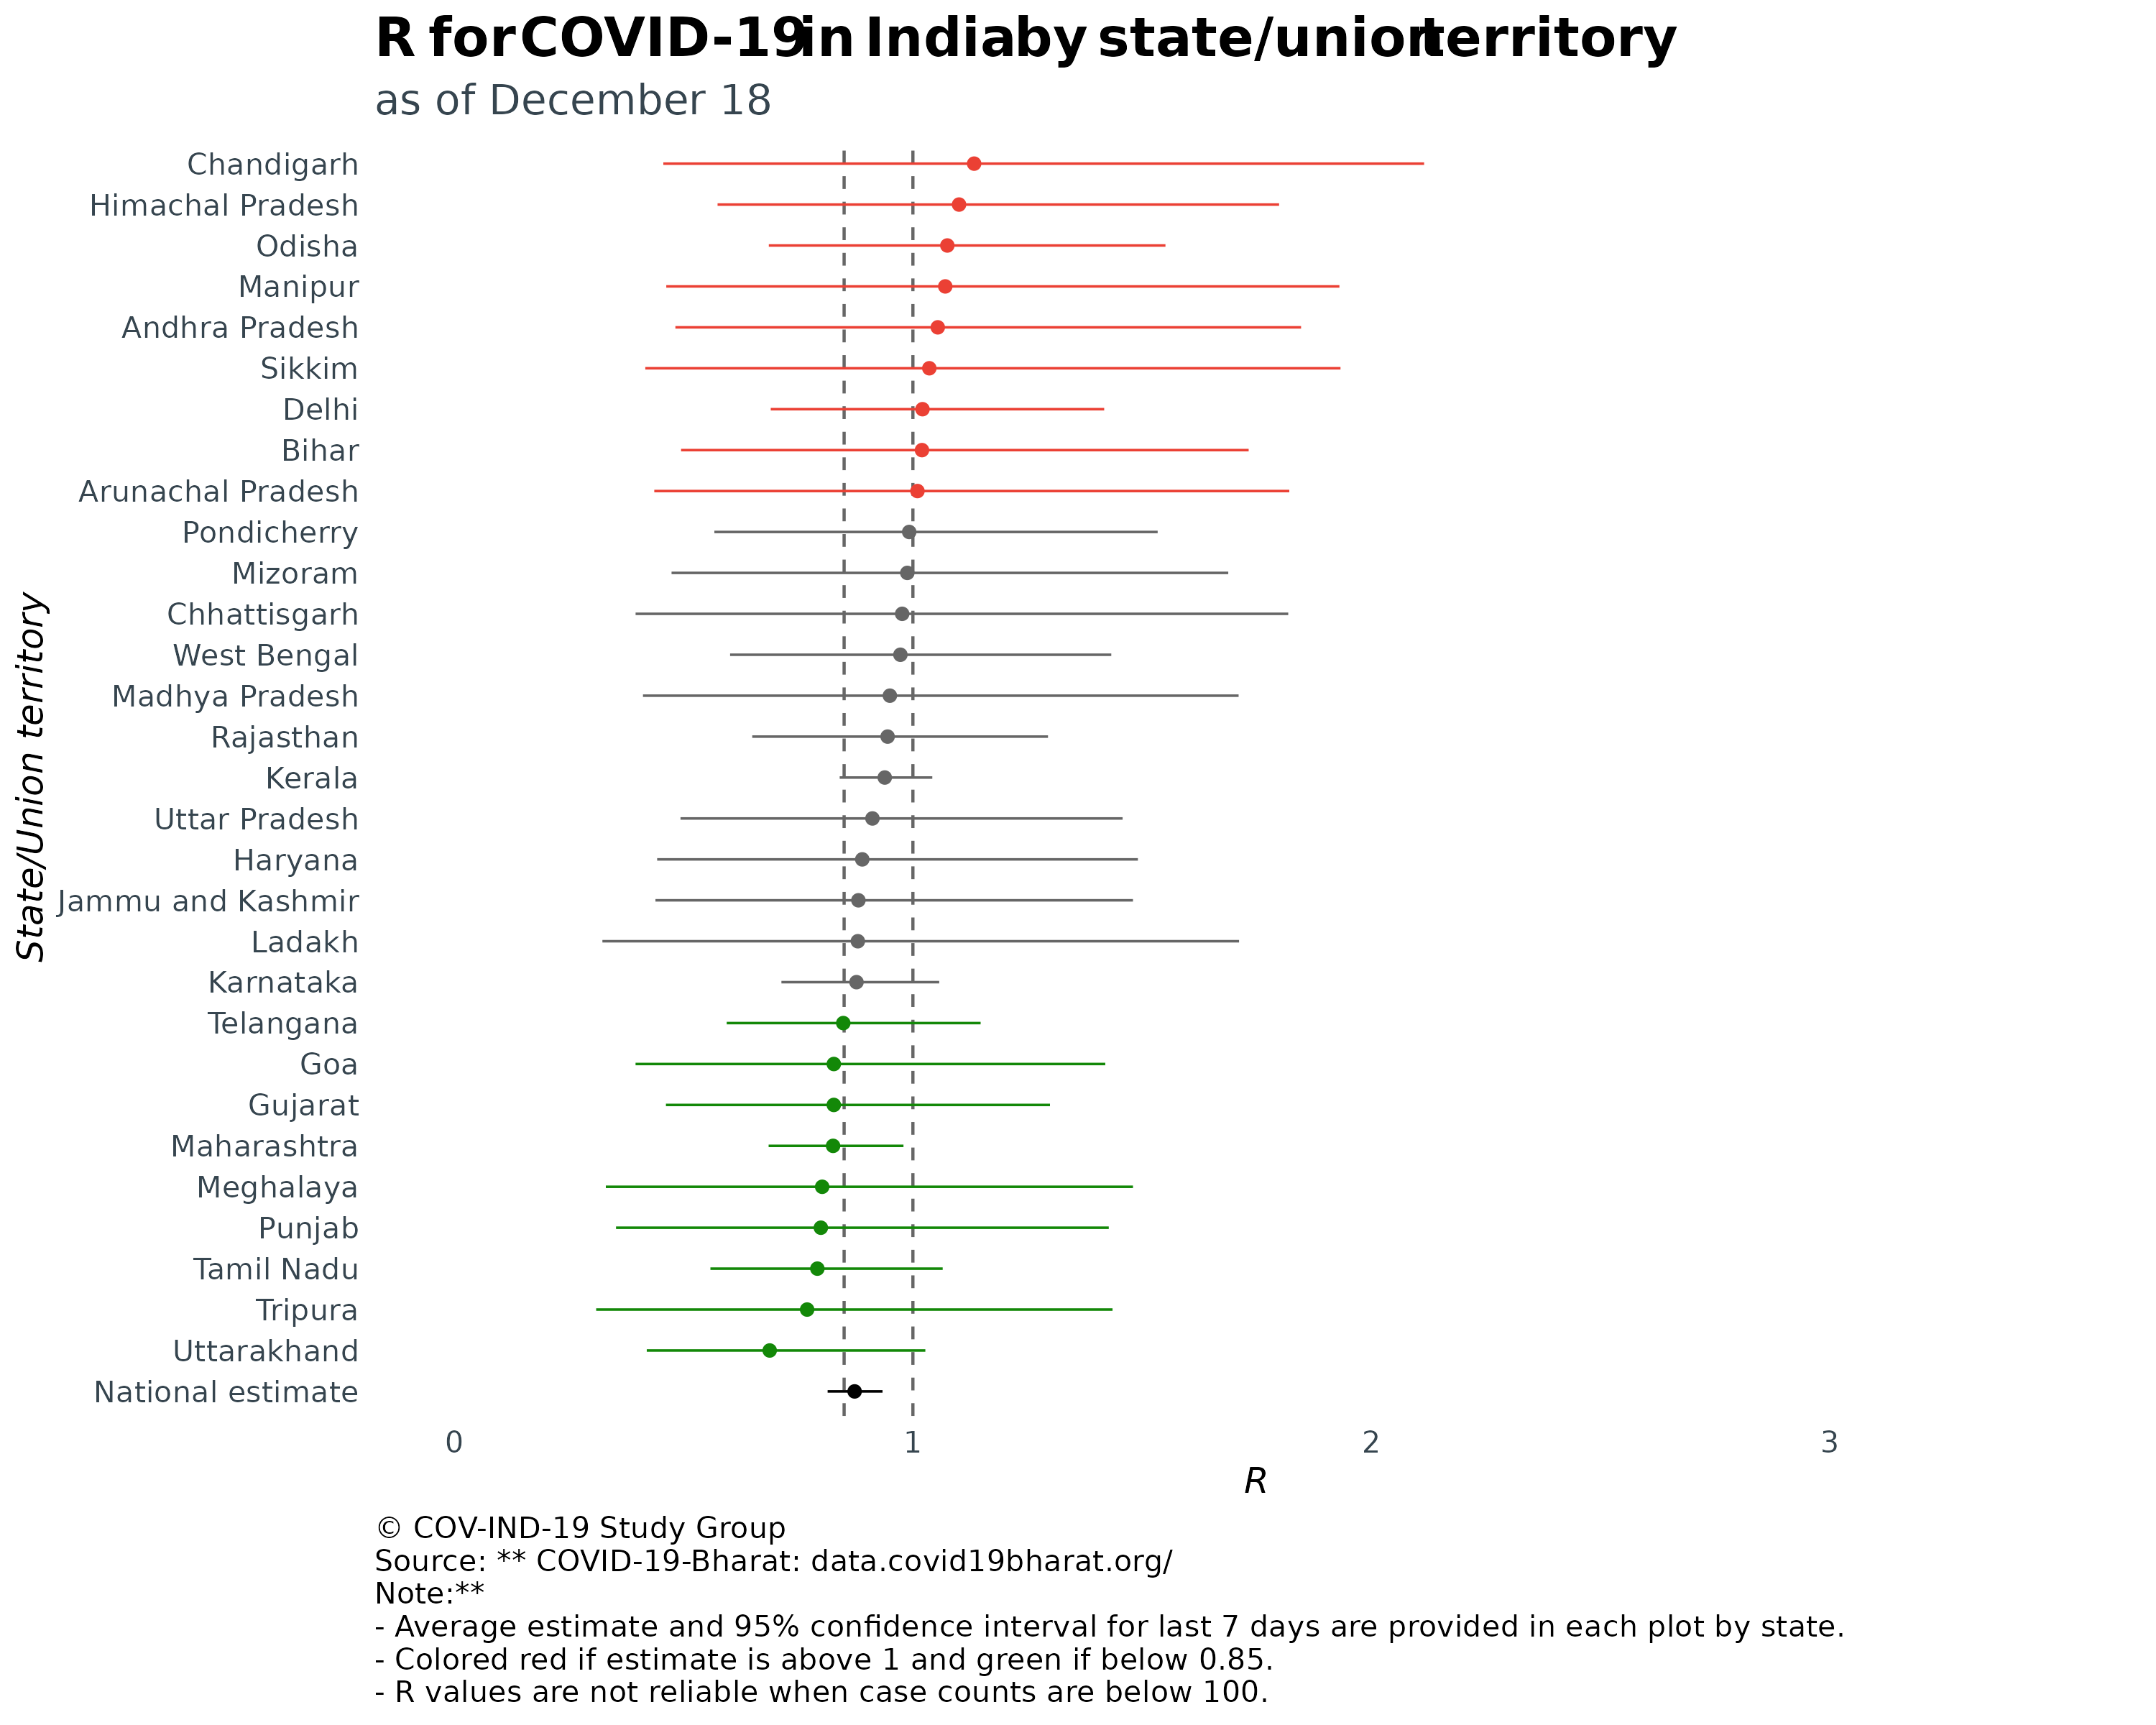 R for COVID-19 in India by state/union territory
as of December 18
Chandigarh
Himachal Pradesh
Odisha
Manipur
Andhra Pradesh
Sikkim
Delhi
Bihar
Arunachal Pradesh
Pondicherry
Mizoram
Chhattisgarh
West Bengal
Madhya Pradesh
Rajasthan
Kerala
Uttar Pradesh
Haryana
Jammu and Kashmir
Ladakh
Karnataka
Telangana
Goa
Gujarat
Maharashtra
Meghalaya
Punjab
Tamil Nadu
Tripura
Uttarakhand
National estimate
State/Union territory
0 1 2 3
R
© COV-IND-19 Study Group
Source: ** COVID-19-Bharat: data.covid19bharat.org/
Note:**
- Average estimate and 95% confidence interval for last 7 days are provided in each plot by state.
- Colored red if estimate is above 1 and green if below 0.85.
- R values are not reliable when case counts are below 100.